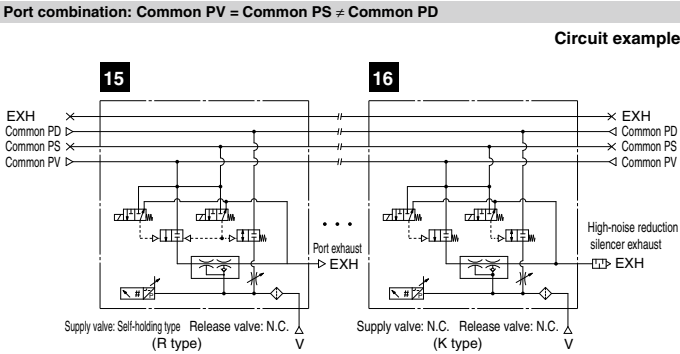 Port combination: Common PV = Common PS ≠ Common PD
Circuit example
15
16
EXH
Common PD
Common PS
Common PV
EXH
Common PD
Common PS
Common PV
Port exhaust
EXH
High-noise reduction
silencer exhaust
EXH
#
#
Supply valve: Self-holding type Release valve: N.C.
(R type)
V
Supply valve: N.C. Release valve: N.C.
(K type)
V